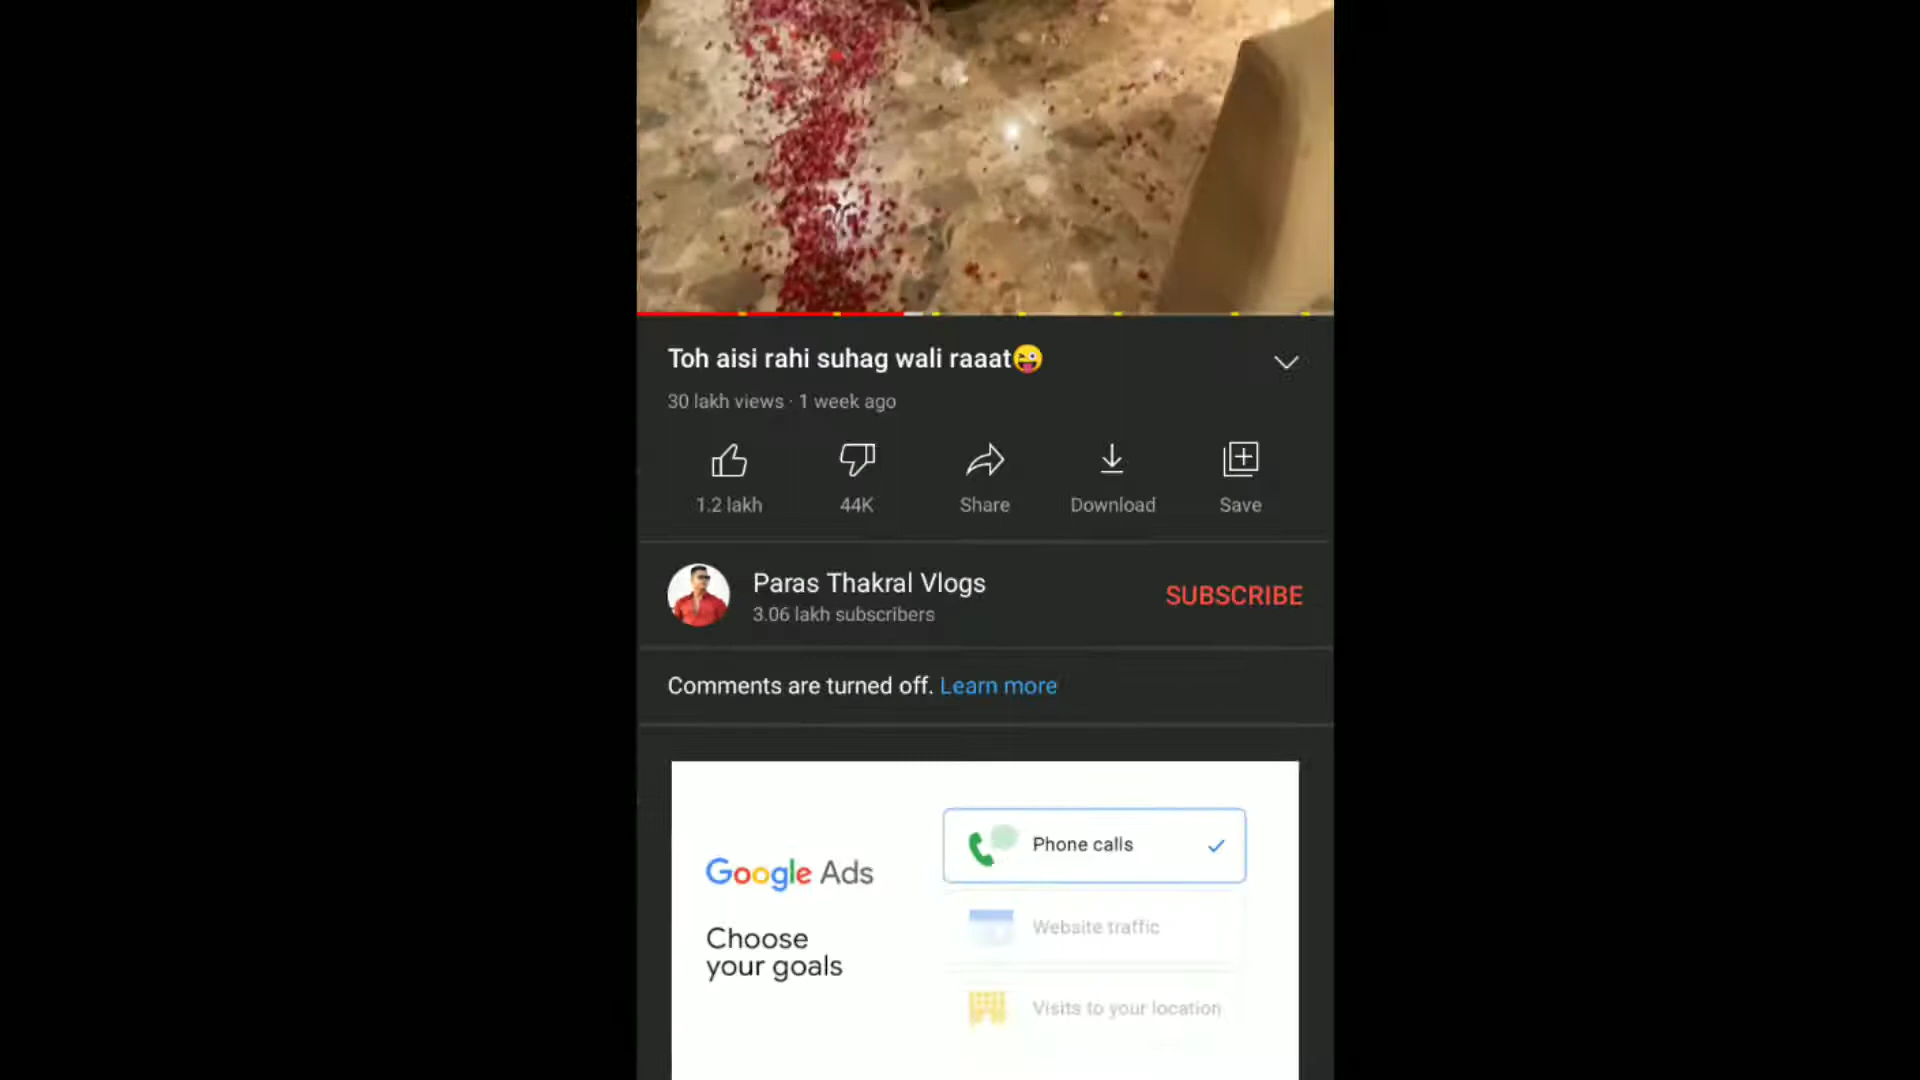 Toh aisi rahi suhag wali raaat😜
30 lakh views · 1 week ago
1.2 lakh
44K
Share
Download
Save
Paras Thakral Vlogs
3.06 lakh subscribers
SUBSCRIBE
Comments are turned off. Learn more
Google Ads
Choose
your goals
Phone calls
Website traffic
Visits to your location